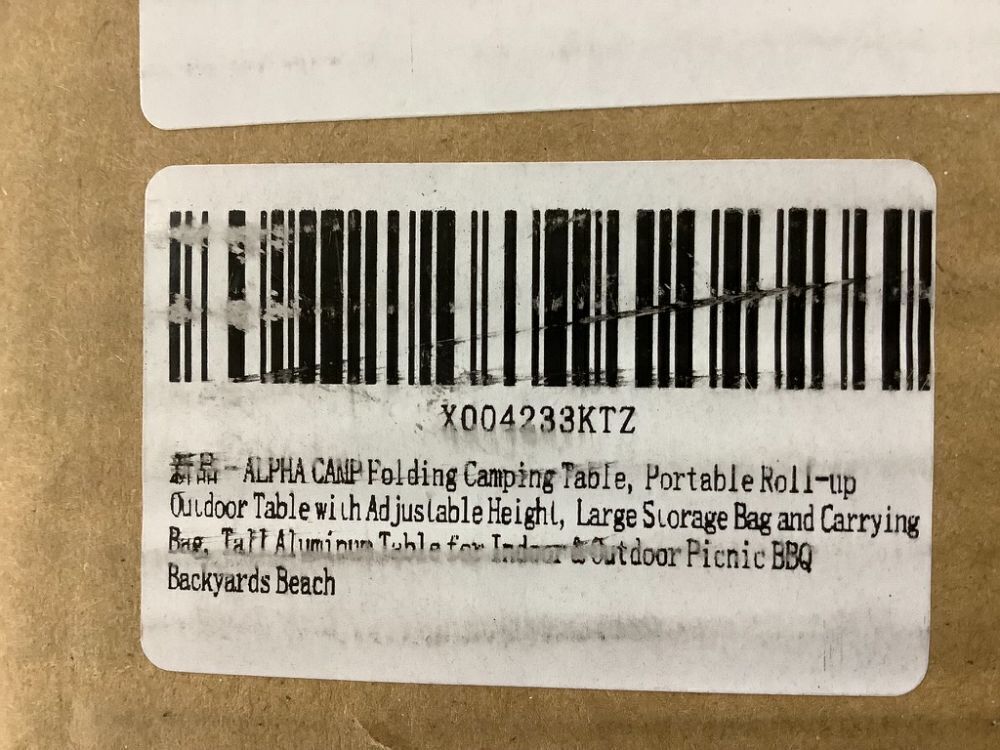 X004233KTZ
新品 - ALPHA CAMP Folding Camping Table, Portable Roll-up
Outdoor Table with Adjustable Height, Large Storage Bag and Carrying
Bag, Tall Aluminum Table for Indoor & Outdoor Picnic BBQ
Backyards Beach